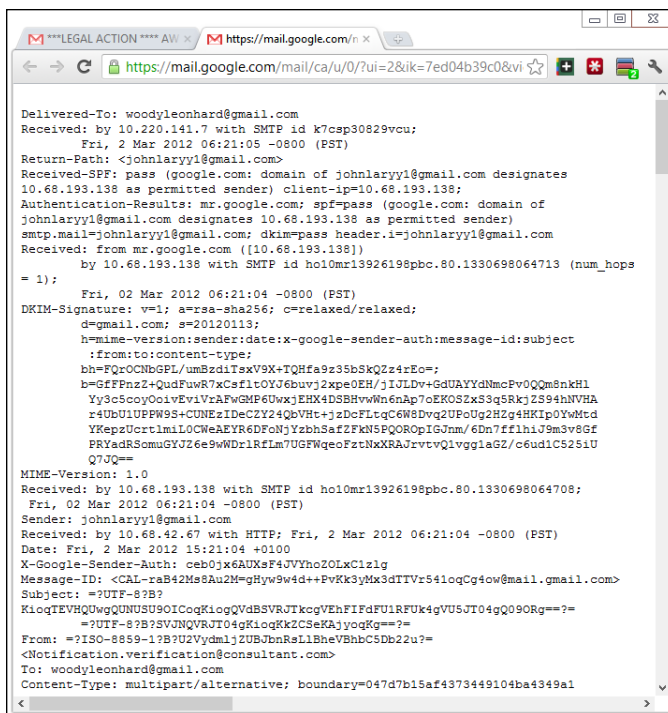 ***LEGAL ACTION **** AW
https://mail.google.com/n
https://mail.google.com/mail/ca/u/0/?ui=2&ik=7ed04b39c0&vi
2
Delivered-To: woodyleonhard@gmail.com
Received: by 10.220.141.7 with SMTP id k7csp30829vcu;
Fri, 2 Mar 2012 06:21:05 -0800 (PST)
Return-Path: <johnlaryy1@gmail.com>
Received-SPF: pass (google.com: domain of johnlaryy1@gmail.com designates
10.68.193.138 as permitted sender) client-ip=10.68.193.138;
Authentication-Results: mr.google.com; spf=pass (google.com: domain of
johnlaryy1@gmail.com designates 10.68.193.138 as permitted sender)
smtp.mail=johnlaryy1@gmail.com; dkim=pass header.i=johnlaryy1@gmail.com
Received: from mr.google.com ([10.68.193.138])
by 10.68.193.138 with SMTP id ho10mr13926198pbc.80.1330698064713 (num_hops
= 1);
Fri, 02 Mar 2012 06:21:04 -0800 (PST)
DKIM-Signature: v=1; a=rsa-sha256; c=relaxed/relaxed;
d=gmail.com; s=20120113;
h=mime-version:sender:date:x-google-sender-auth:message-id:subject
:from:to:content-type;
bh=FQrOCNbGPL/umBzdiTsxV9X+TQHfa9z35bSkQZz4rEo=;
b=GfFPnzZ+QudFuwR7xCsfltOYJ6buvj2xpe0EH/jIJLDv+GdUAYYdNmcPv0QQm8nkHl
Yy3c5coyOoivEviVrAFwGMP6UwxjEHX4DSBHvwWn6nAp7oEKOSZxS3q5RkjZS94hNVHA
r4UbU1UPPW9S+CUNEzIDeCZY24QbVHt+jzDcFLtqC6W8Dvq2UPoUg2HZg4HKIp0YwMtd
YKepzUcrtlmiL0CWeAEYR6DFoNjYzbhSafZFkN5PQOROpIGJnm/6Dn7fflhiJ9m3v8Gf
PRYadRSomuGYJZ6e9wWDrlRfLm7UGFWqeoFztNxXRAJrvtvQ1vgg1aGZ/c6ud1C525iU
Q7JQ==
MIME-Version: 1.0
Received: by 10.68.193.138 with SMTP id ho10mr13926198pbc.80.1330698064708;
Fri, 02 Mar 2012 06:21:04 -0800 (PST)
Sender: johnlaryy1@gmail.com
Received: by 10.68.42.67 with HTTP; Fri, 2 Mar 2012 06:21:04 -0800 (PST)
Date: Fri, 2 Mar 2012 15:21:04 +0100
X-Google-Sender-Auth: ceb0jx6AUXsF4JVYhoZOLxC1zlg
Message-ID: <CAL-raB42Ms8Au2M=gHyw9w4d++PvKk3yMx3dTTVr541oqCg4ow@mail.gmail.com>
Subject: =?UTF-8?B?
KioqTEVHQUwgQUNUSU9OICoqKiogQVdBSVRJTkcgVEhFIFdFU1RFUk4gVU5JT04gQ09ORg==?=
=?UTF-8?B?SVJNQVRJT04gKioqKkZCSeKAjyoqKg==?=
From: =?ISO-8859-1?B?U2VydmljZUBJbnRsLlBheVBhbC5Db22u?=
<Notification.verification@consultant.com>
To: woodyleonhard@gmail.com
Content-Type: multipart/alternative; boundary=047d7b15af4373449104ba4349a1